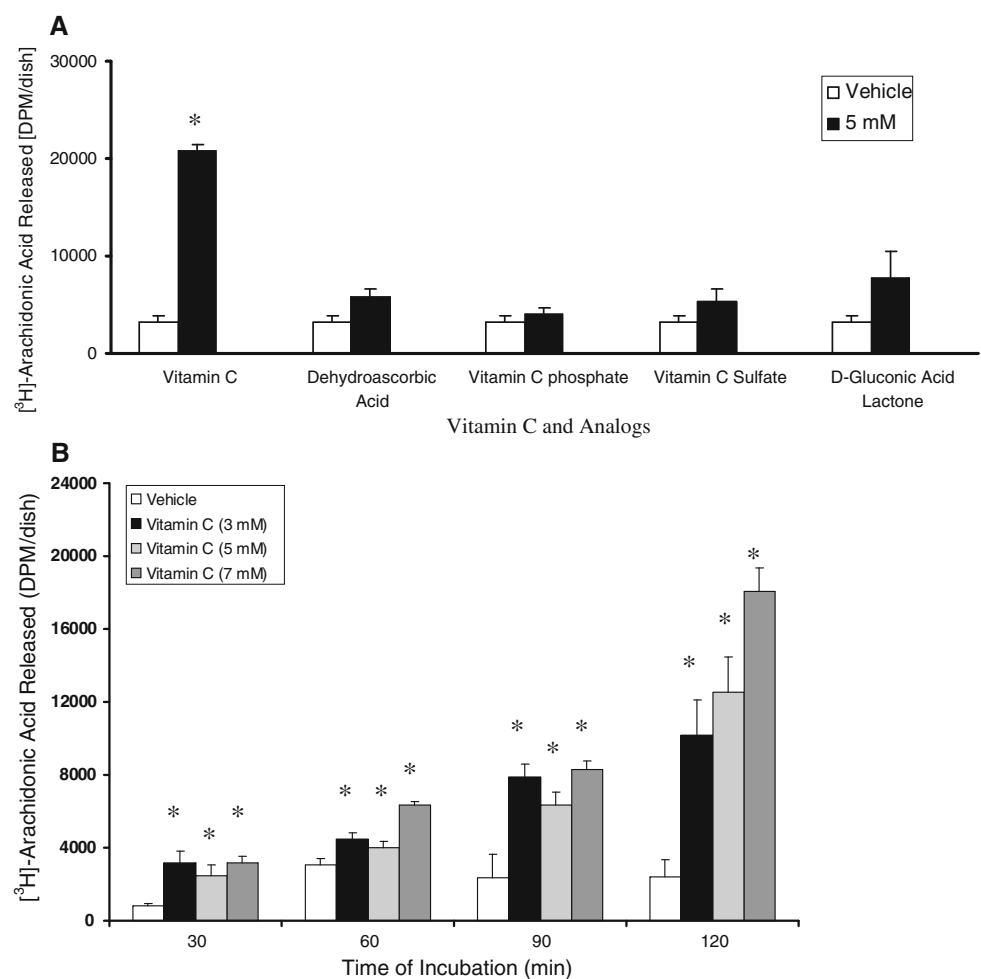 A
[³H]-Arachidonic Acid Released [DPM/dish]
30000
20000
10000
0
*
Vehicle
5 mM
Vitamin C
Dehydroascorbic
Acid
Vitamin C phosphate
Vitamin C Sulfate
D-Gluconic Acid
Lactone
Vitamin C and Analogs
B
[³H]-Arachidonic Acid Released (DPM/dish)
24000
20000
16000
12000
8000
4000
0
Vehicle
Vitamin C (3 mM)
Vitamin C (5 mM)
Vitamin C (7 mM)
* * *
* * *
* * *
* * *
30 60 90 120
Time of Incubation (min)